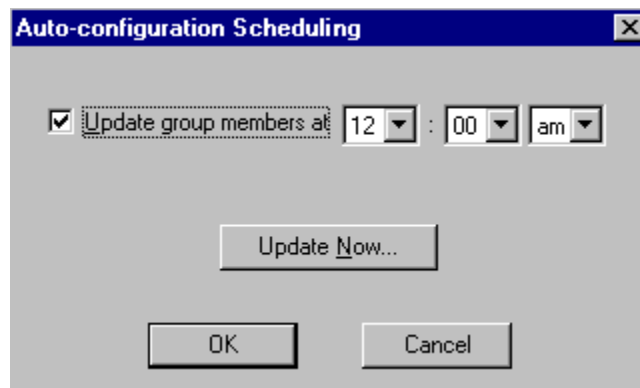 Auto-configuration Scheduling
Update group members at 12 : 00 am
Update Now...
OK Cancel